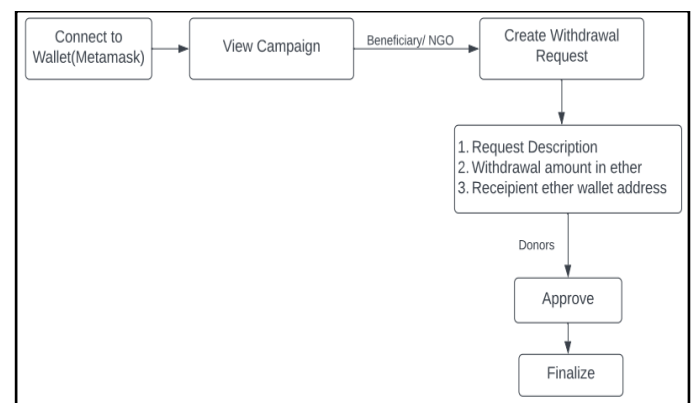 Connect to
Wallet(Metamask)
View Campaign
Beneficiary/ NGO
Create Withdrawal
Request
1. Request Description
2. Withdrawal amount in ether
3. Receipient ether wallet address
Donors
Approve
Finalize